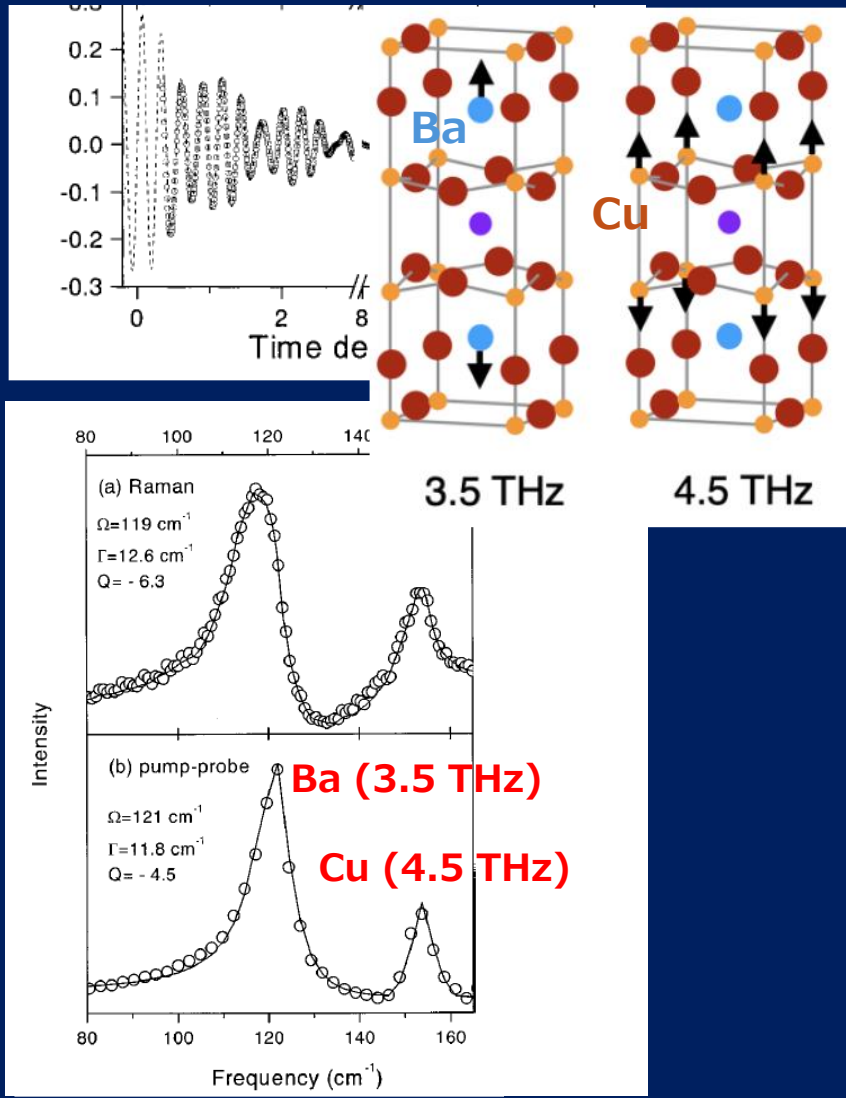 0.2
0.1
0.0
-0.1
-0.2
-0.3
0 2 8
Time de
Ba
Cu
3.5 THz 4.5 THz
80 100 120
(a) Raman
Ω=119 cm⁻¹
Γ=12.6 cm⁻¹
Q= - 6.3
Intensity
(b) pump-probe
Ω=121 cm⁻¹
Γ=11.8 cm⁻¹
Q= - 4.5
Ba (3.5 THz)
Cu (4.5 THz)
80 100 120 140 160
Frequency (cm⁻¹)